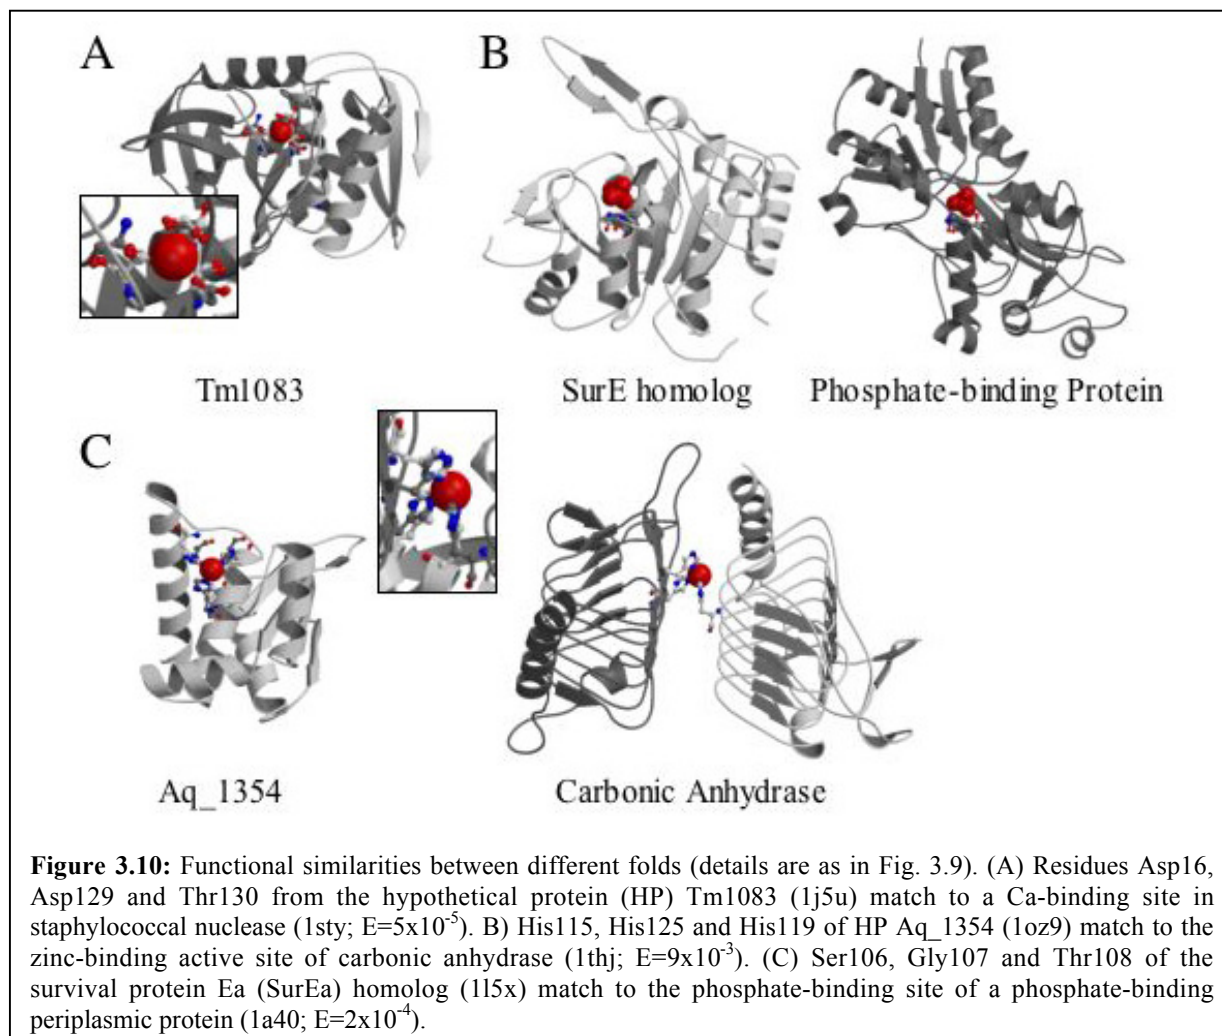 A
B
Tm1083
SurE homolog
Phosphate-binding Protein
C
Aq_1354
Carbonic Anhydrase
Figure 3.10: Functional similarities between different folds (details are as in Fig. 3.9). (A) Residues Asp16,
Asp129 and Thr130 from the hypothetical protein (HP) Tm1083 (1j5u) match to a Ca-binding site in
staphylococcal nuclease (1sty; E=5x10⁻⁵). B) His115, His125 and His119 of HP Aq_1354 (1oz9) match to the
zinc-binding active site of carbonic anhydrase (1thj; E=9x10⁻³). (C) Ser106, Gly107 and Thr108 of the
survival protein Ea (SurEa) homolog (1l5x) match to the phosphate-binding site of a phosphate-binding
periplasmic protein (1a40; E=2x10⁻⁴).